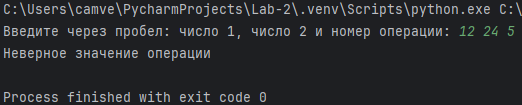 C:\Users\camve\PycharmProjects\Lab-2\.venv\Scripts\python.exe C:\
Введите через пробел: число 1, число 2 и номер операции: 12 24 5
Неверное значение операции
Process finished with exit code 0